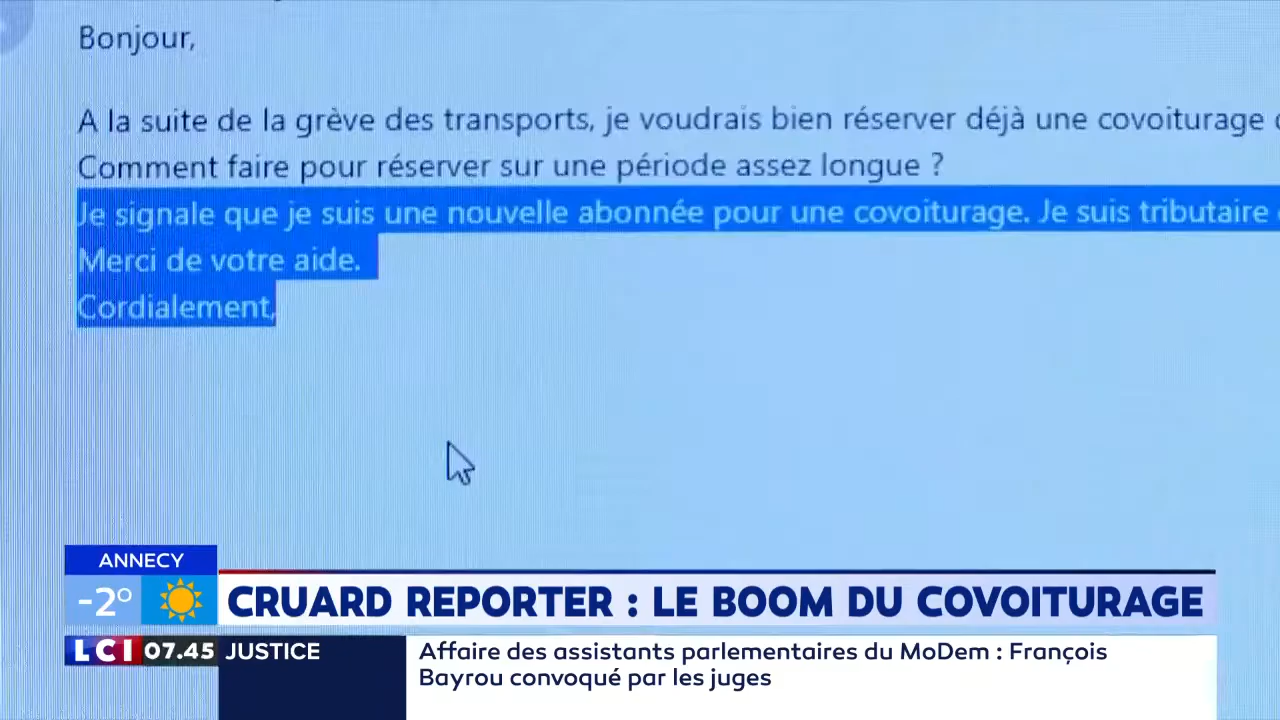 Bonjour,
A la suite de la grève des transports, je voudrais bien réserver déjà une covoiturage
Comment faire pour réserver sur une période assez longue ?
Je signale que je suis une nouvelle abonnée pour une covoiturage. Je suis tributaire
Merci de votre aide.
Cordialement,
ANNECY
-2°
CRUARD REPORTER : LE BOOM DU COVOITURAGE
LCI 07.45 JUSTICE
Affaire des assistants parlementaires du MoDem : François
Bayrou convoqué par les juges